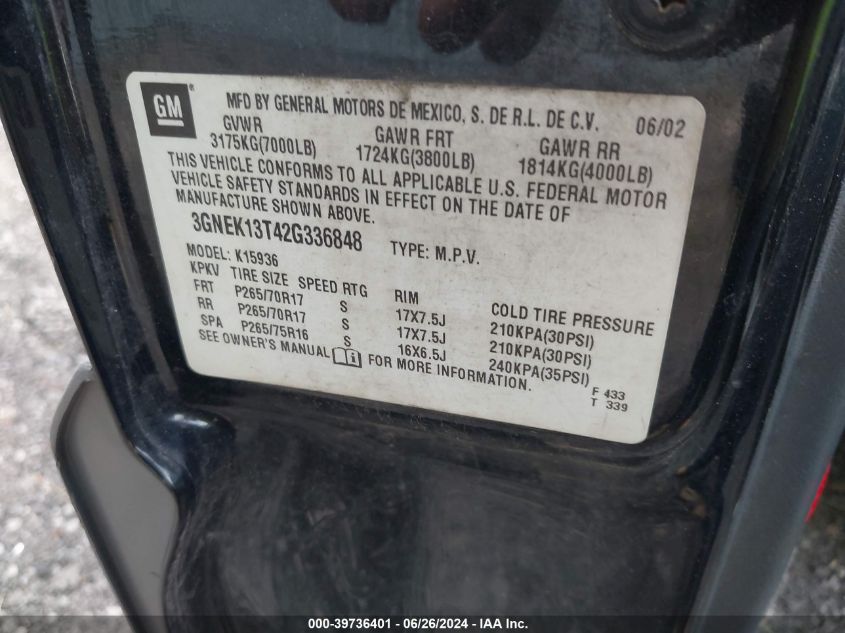 GM ®
MFD BY GENERAL MOTORS DE MEXICO, S. DE R.L. DE C.V. 06/02
GVWR GAWR FRT GAWR RR
3175KG(7000LB) 1724KG(3800LB) 1814KG(4000LB)
THIS VEHICLE CONFORMS TO ALL APPLICABLE U.S. FEDERAL MOTOR
VEHICLE SAFETY STANDARDS IN EFFECT ON THE DATE OF
MANUFACTURE SHOWN ABOVE.
3GNEK13T42G336848 TYPE: M.P.V.
MODEL: K15936
KPKV TIRE SIZE SPEED RTG RIM COLD TIRE PRESSURE
FRT P265/70R17 S 17X7.5J 210KPA(30PSI)
RR P265/70R17 S 17X7.5J 210KPA(30PSI)
SPA P265/75R16 S 16X6.5J 240KPA(35PSI)
SEE OWNER'S MANUAL FOR MORE INFORMATION.
F 433
T 339
000-39736401 - 06/26/2024 - IAA Inc.